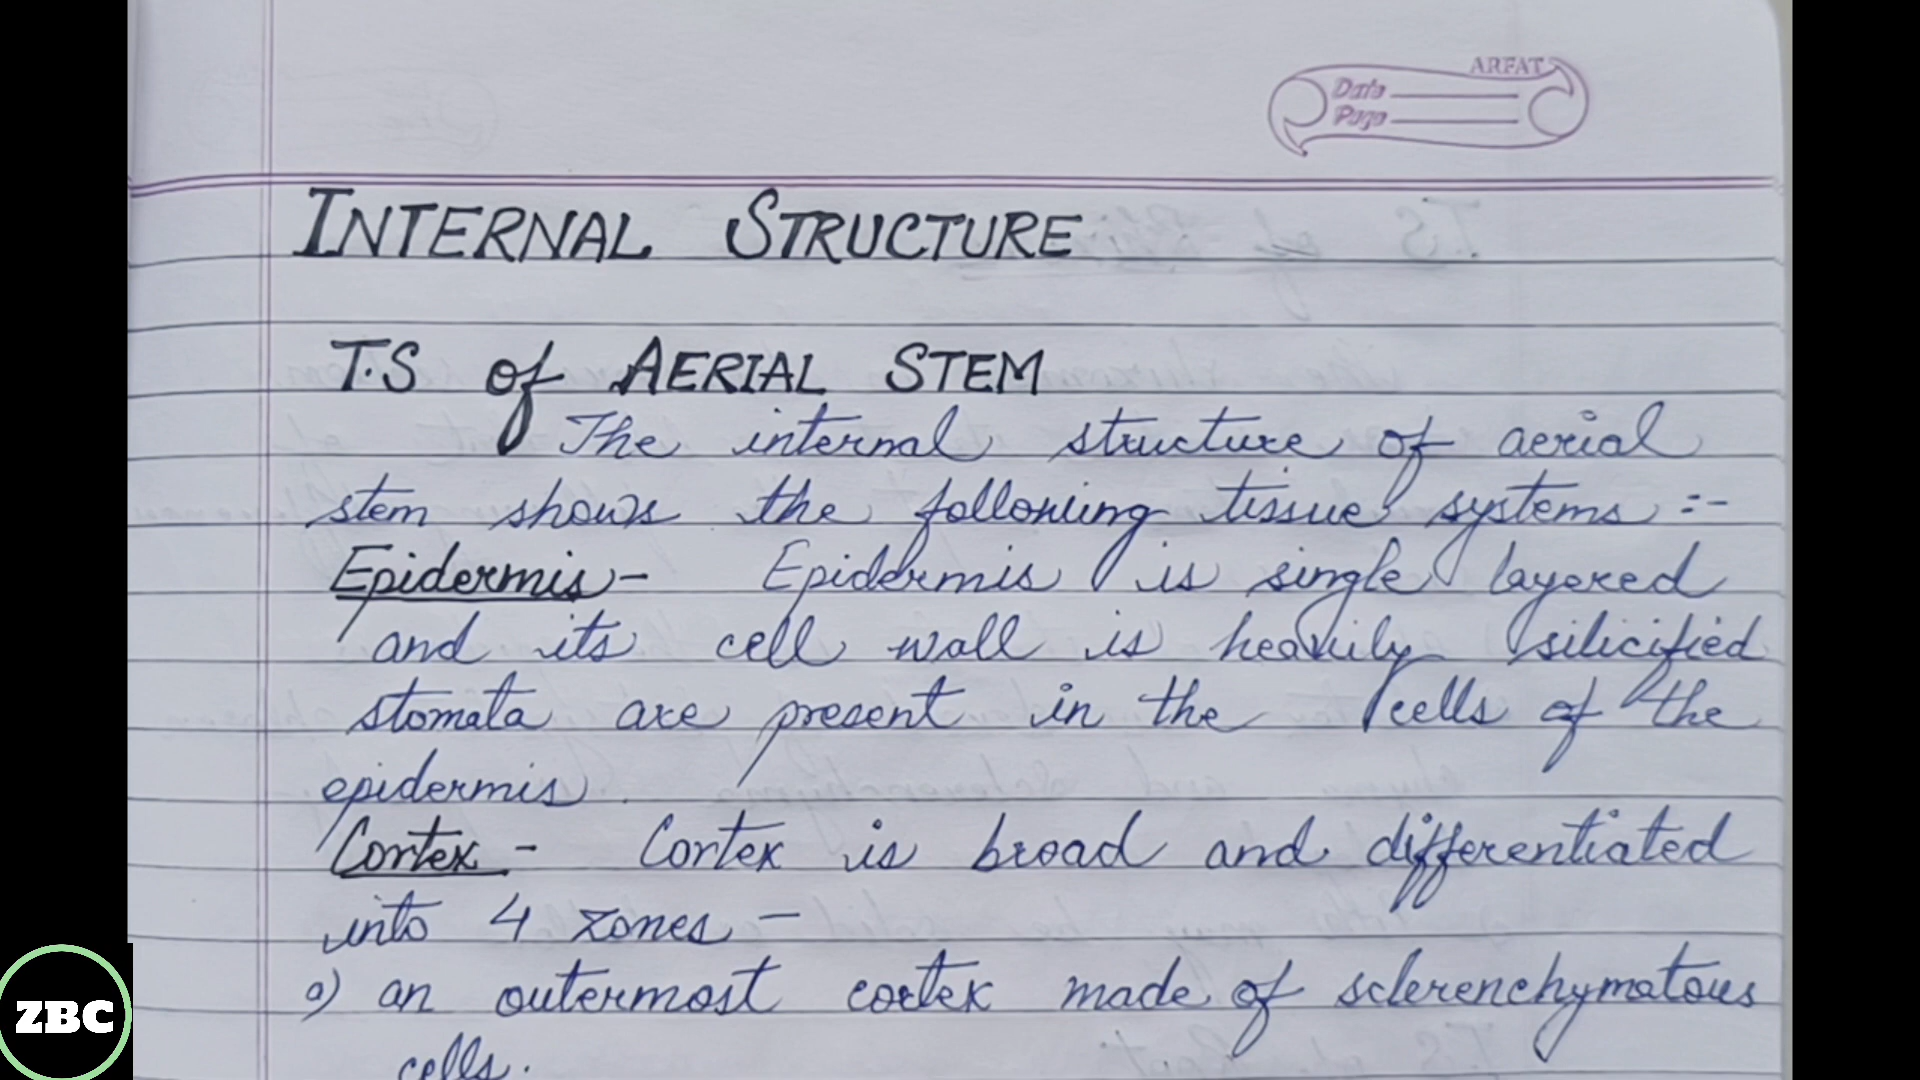 ARFAT
Date
Page
INTERNAL STRUCTURE
T.S of AERIAL STEM
The internal structure of aerial
stem shows the following tissue systems :-
Epidermis - Epidermis is single layered
and its cell wall is heavily silicified
stomata are present in the cells of the
epidermis.
Cortex - Cortex is broad and differentiated
into 4 zones -
a) an outermost cortex made of sclerenchymatous
cells.
ZBC